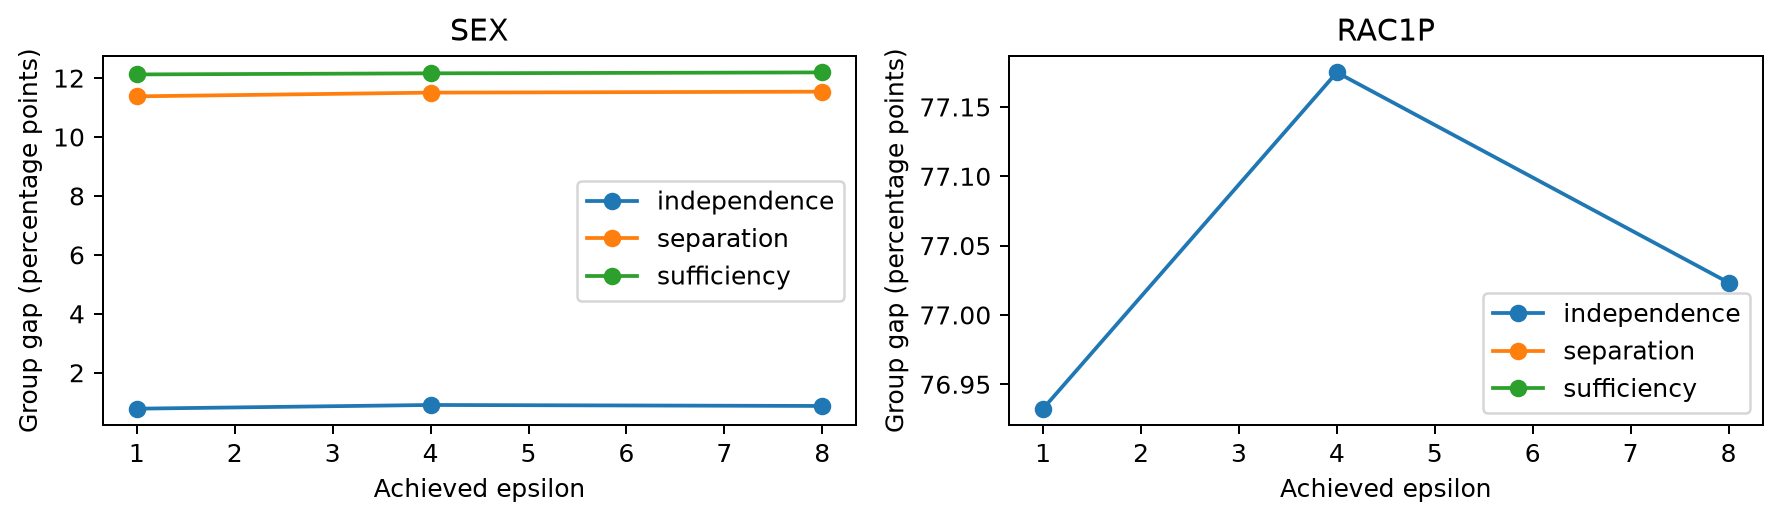 SEX
Group gap (percentage points)
12
10
8
6
4
2
independence
separation
sufficiency
1 2 3 4 5 6 7 8
Achieved epsilon
RAC1P
Group gap (percentage points)
77.15
77.10
77.05
77.00
76.95
independence
separation
sufficiency
1 2 3 4 5 6 7 8
Achieved epsilon